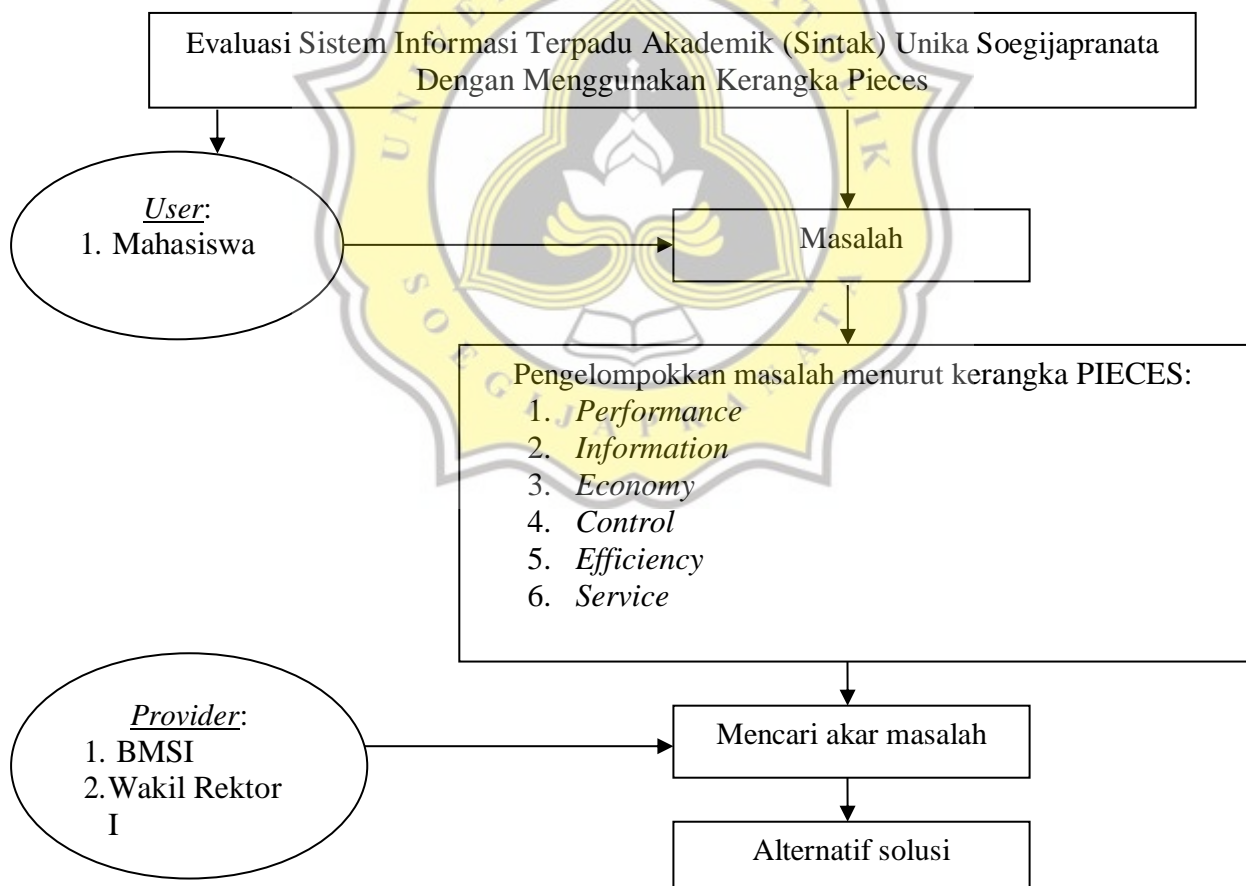 Evaluasi Sistem Informasi Terpadu Akademik (Sintak) Unika Soegijapranata
Dengan Menggunakan Kerangka Pieces
User:
1. Mahasiswa
Masalah
Pengelompokkan masalah menurut kerangka PIECES:
1. Performance
2. Information
3. Economy
4. Control
5. Efficiency
6. Service
Provider:
1. BMSI
2.Wakil Rektor
I
Mencari akar masalah
Alternatif solusi
SOEGIJAPRANATA